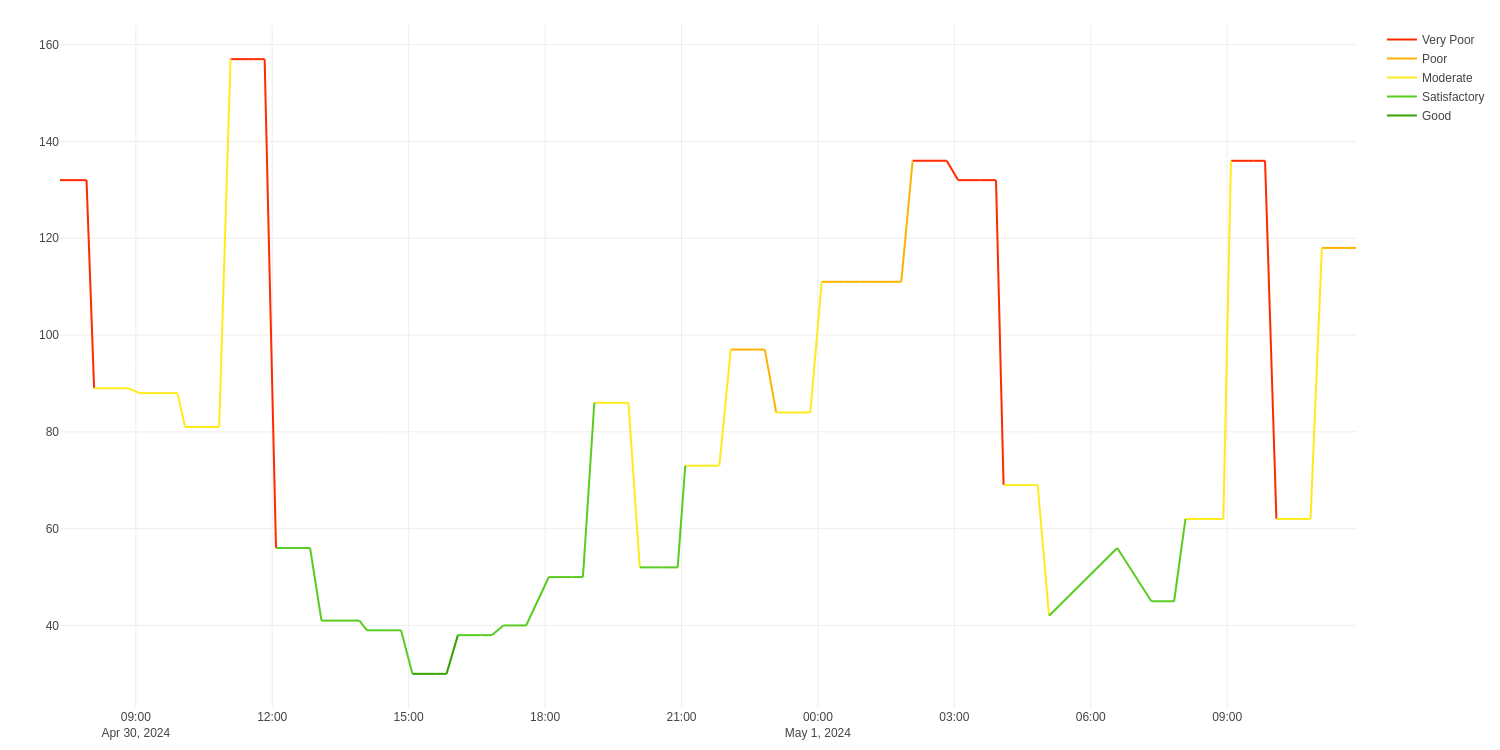 160
140
120
100
80
60
40
09:00
Apr 30, 2024
12:00
15:00
18:00
21:00
00:00
May 1, 2024
03:00
06:00
09:00
Very Poor
Poor
Moderate
Satisfactory
Good